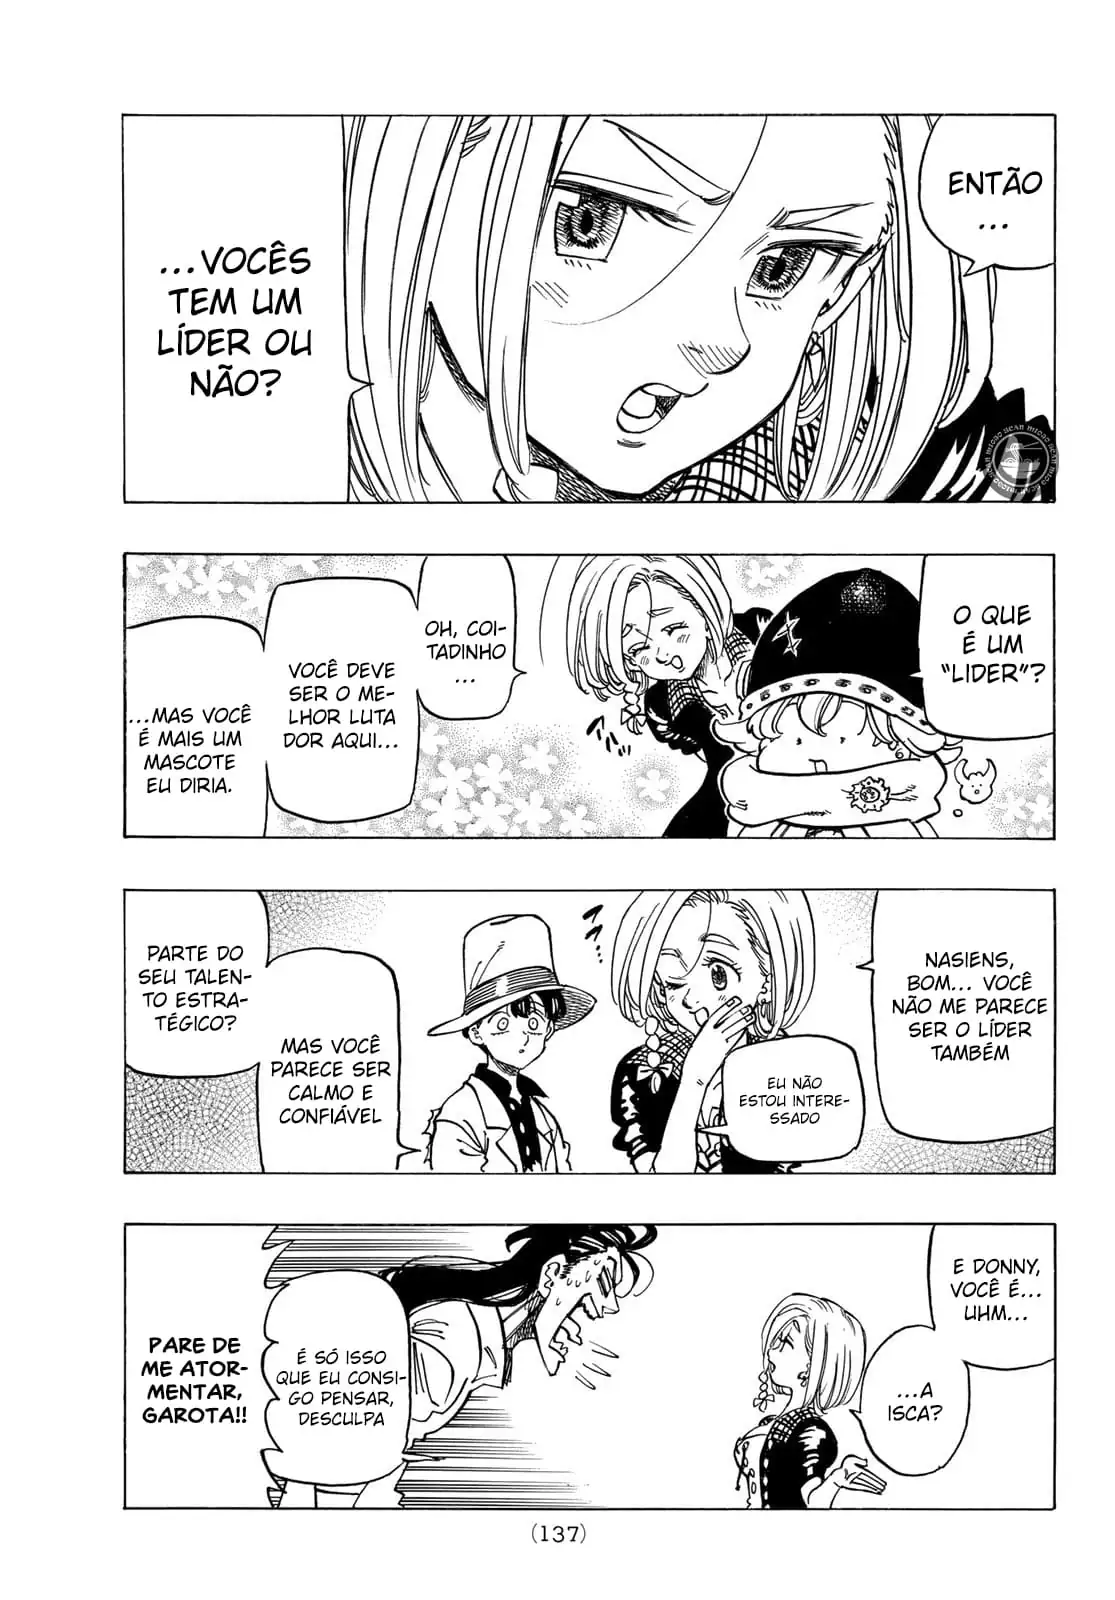 ENTÃO
...
...VOCÊS
TEM UM
LÍDER OU
NÃO?
O QUE
É UM
"LIDER"?
OH, COI-
TADINHO
...
VOCÊ DEVE
SER O ME-
LHOR LUTA
DOR AQUI...
...MAS VOCÊ
É MAIS UM
MASCOTE
EU DIRIA.
NASIENS,
BOM... VOCÊ
NÃO ME PARECE
SER O LÍDER
TAMBÉM
EU NÃO
ESTOU INTERE-
SSADO
MAS VOCÊ
PARECE SER
CALMO E
CONFIÁVEL
PARTE DO
SEU TALEN-
TO ESTRA-
TÉGICO?
E DONNY,
VOCÊ É...
UHM...
...A
ISCA?
É SÓ ISSO
QUE EU CONSI-
GO PENSAR,
DESCULPA
PARE DE
ME ATOR-
MENTAR,
GAROTA!!
(137)